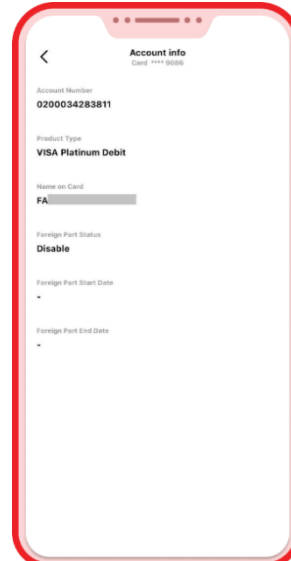 Account info
Card **** 9086
Account Number
0200034283811
Product Type
VISA Platinum Debit
Name on Card
FA
Foreign Part Status
Disable
Foreign Part Start Date
-
Foreign Part End Date
-